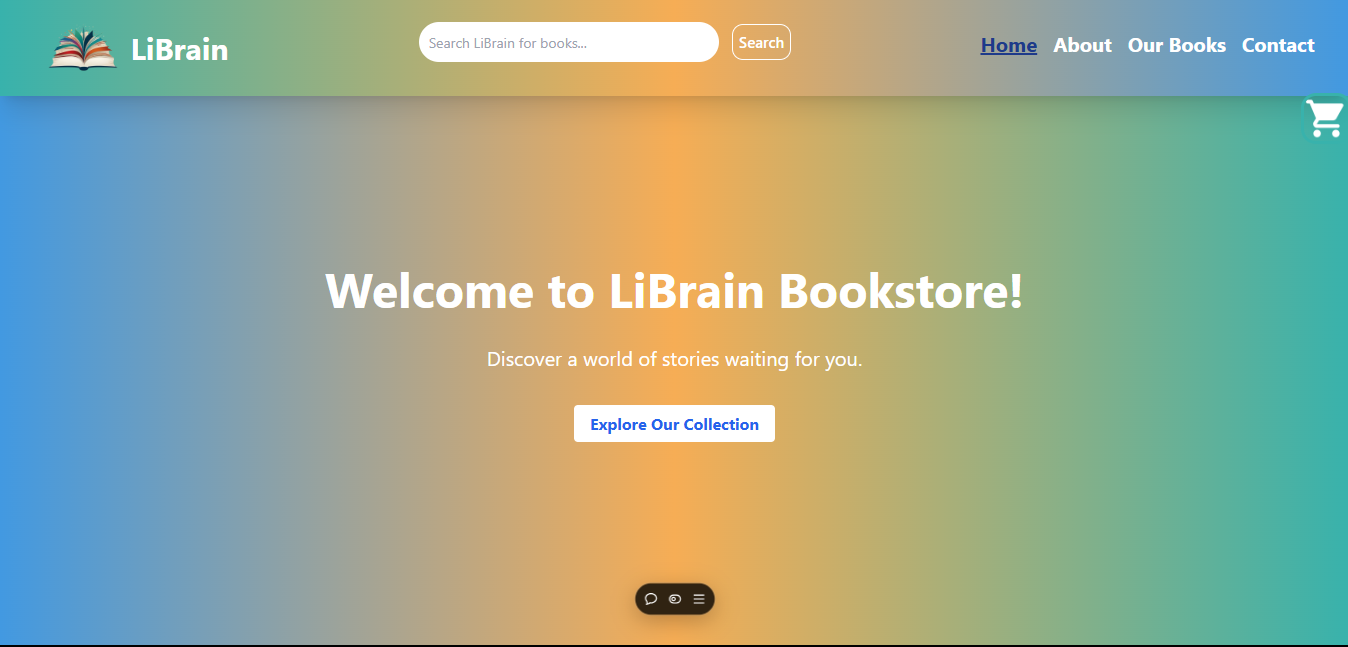 LiBrain
Search LiBrain for books...
Search
Home About Our Books Contact
Welcome to LiBrain Bookstore!
Discover a world of stories waiting for you.
Explore Our Collection